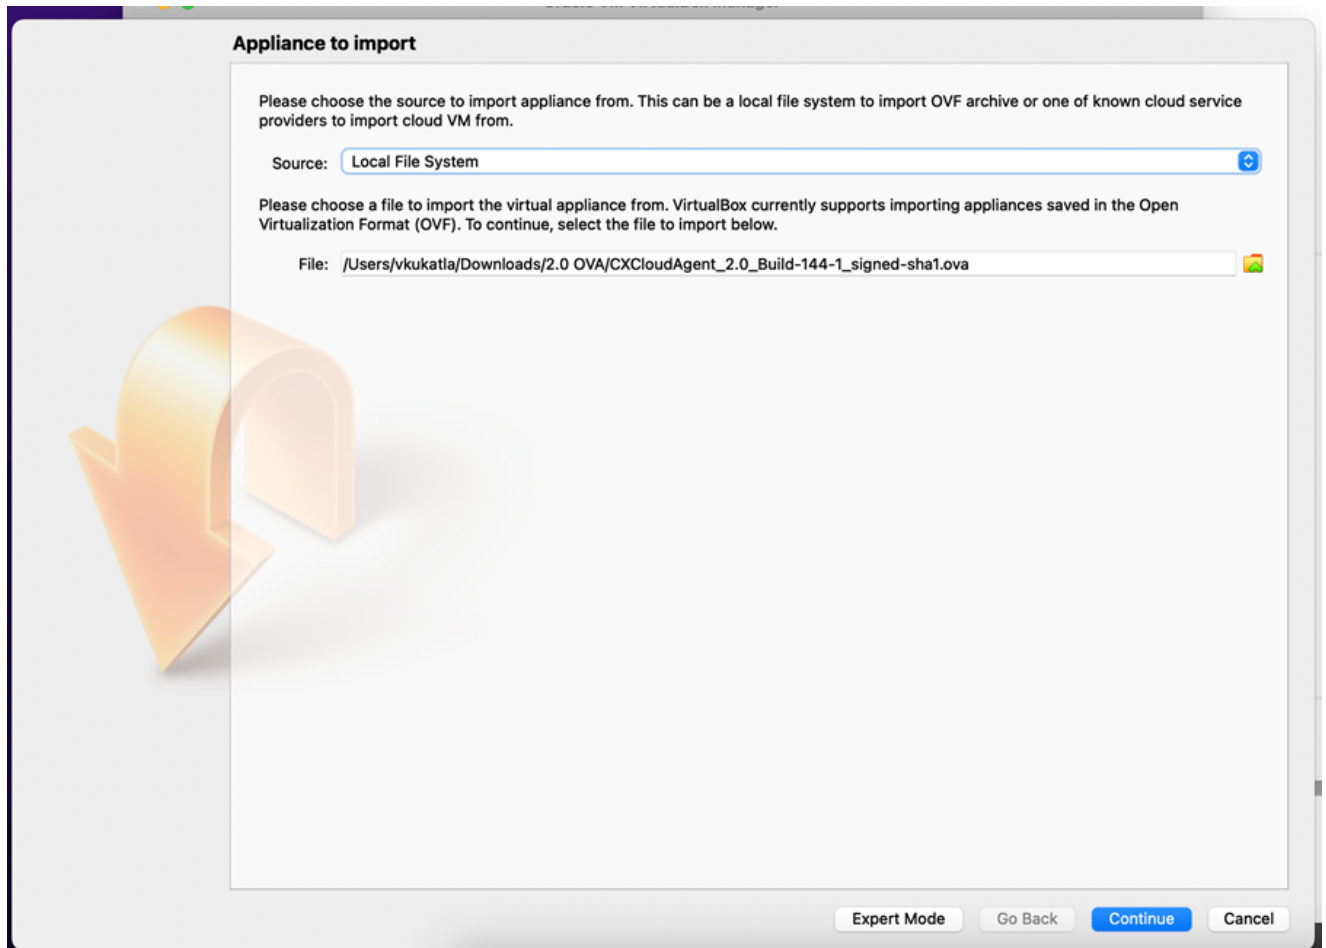 Appliance to import
Please choose the source to import appliance from. This can be a local file system to import OVF archive or one of known cloud service
providers to import cloud VM from.
Source: Local File System
Please choose a file to import the virtual appliance from. VirtualBox currently supports importing appliances saved in the Open
Virtualization Format (OVF). To continue, select the file to import below.
File: /Users/vkukatla/Downloads/2.0 OVA/CXCloudAgent_2.0_Build-144-1_signed-sha1.ova
Expert Mode Go Back Continue Cancel